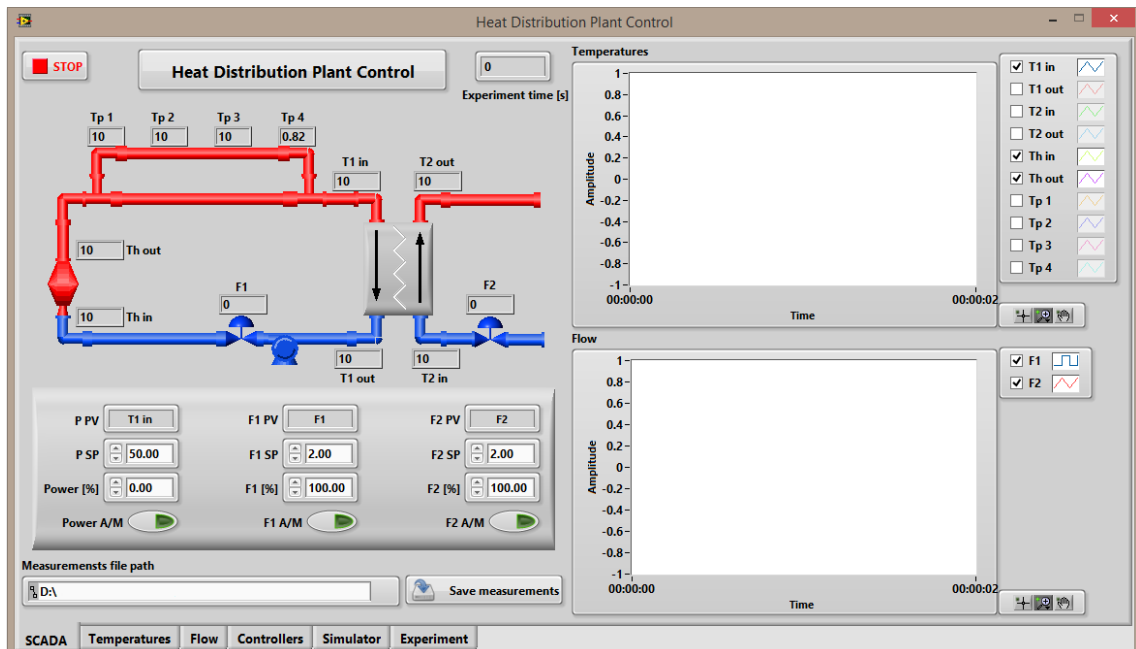 Heat Distribution Plant Control
STOP
Heat Distribution Plant Control
0
Experiment time [s]
Tp 1 Tp 2 Tp 3 Tp 4
10 10 10 0.82
T1 in T2 out
10 10
10 Th out
F1 F2
0 0
10 Th in
10 10
T1 out T2 in
P PV T1 in F1 PV F1 F2 PV F2
P SP 50.00 F1 SP 2.00 F2 SP 2.00
Power [%] 0.00 F1 [%] 100.00 F2 [%] 100.00
Power A/M F1 A/M F2 A/M
Measuremensts file path
D:\
Save measurements
SCADA Temperatures Flow Controllers Simulator Experiment
Temperatures
Amplitude
1
0.8
0.6
0.4
0.2
0
-0.2
-0.4
-0.6
-0.8
-1
00:00:00 00:00:02
Time
T1 in
T1 out
T2 in
T2 out
Th in
Th out
Tp 1
Tp 2
Tp 3
Tp 4
Flow
Amplitude
1
0.8
0.6
0.4
0.2
0
-0.2
-0.4
-0.6
-0.8
-1
00:00:00 00:00:02
Time
F1
F2